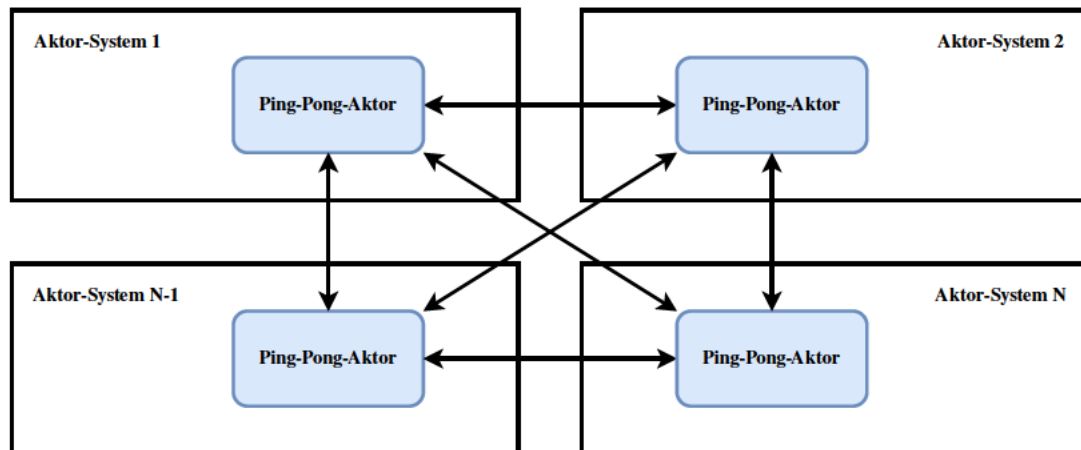 Aktor-System 1
Aktor-System 2
Ping-Pong-Aktor
Ping-Pong-Aktor
Aktor-System N-1
Aktor-System N
Ping-Pong-Aktor
Ping-Pong-Aktor